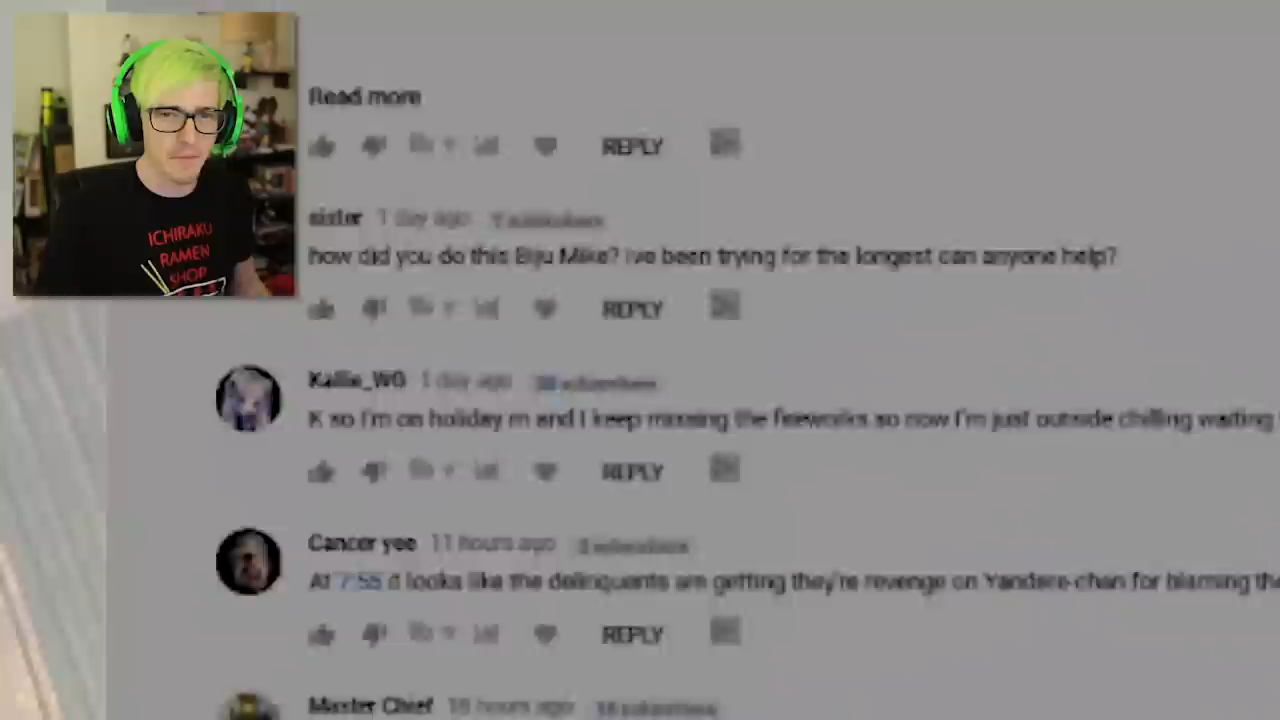 ICHIRAKU
RAMEN
SHOP
Read more
REPLY
sister 1 day ago
how did you do this Biju Mike? ive been trying for the longest can anyone help?
REPLY
Kallie_WG 1 day ago
K so I'm on holiday rn and I keep missing the fireworks so now I'm just outside chilling waiting
REPLY
Cancer yee 11 hours ago
At 7:55 it looks like the delinquents are getting they're revenge on Yandere-chan for blaming the
REPLY
Master Chief hours ago